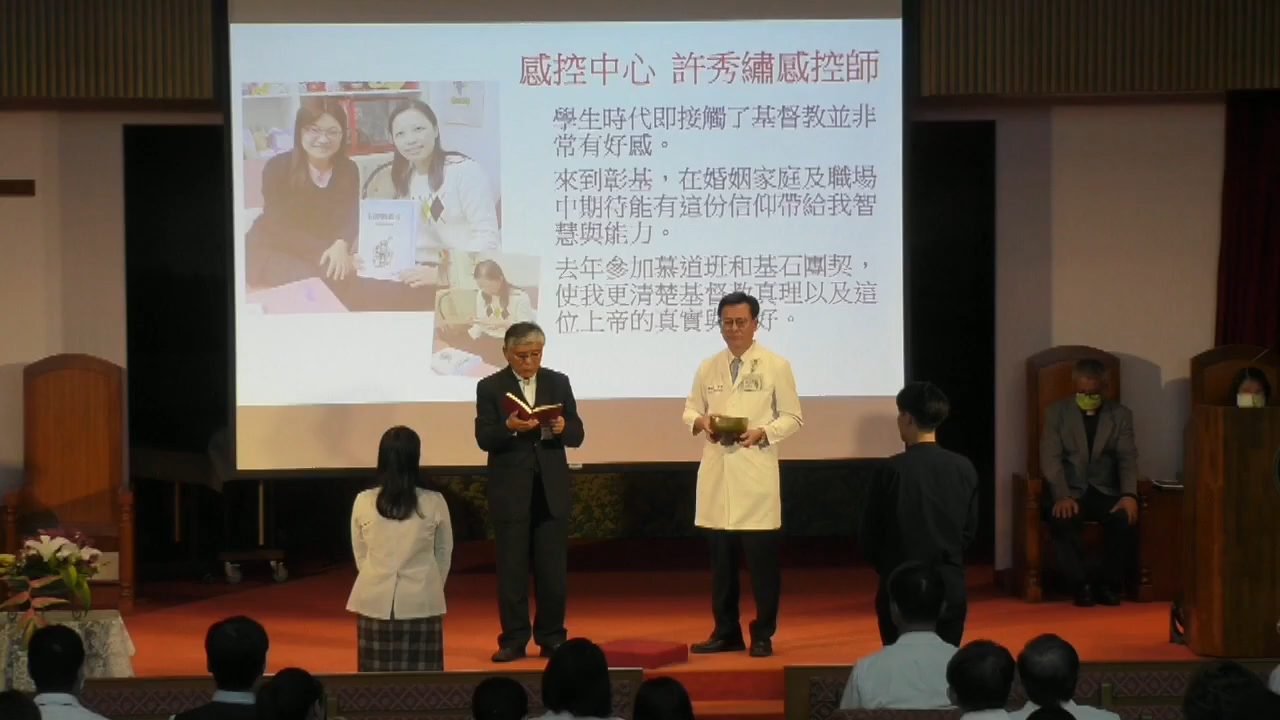 感控中心 許秀繡感控師
學生時代即接觸了基督教並非
常有好感。
來到彰基，在婚姻家庭及職場
中期待能有這份信仰帶給我智
慧與能力。
去年參加慕道班和基石團契，
使我更清楚基督教真理以及這
位上帝的真實與 好。